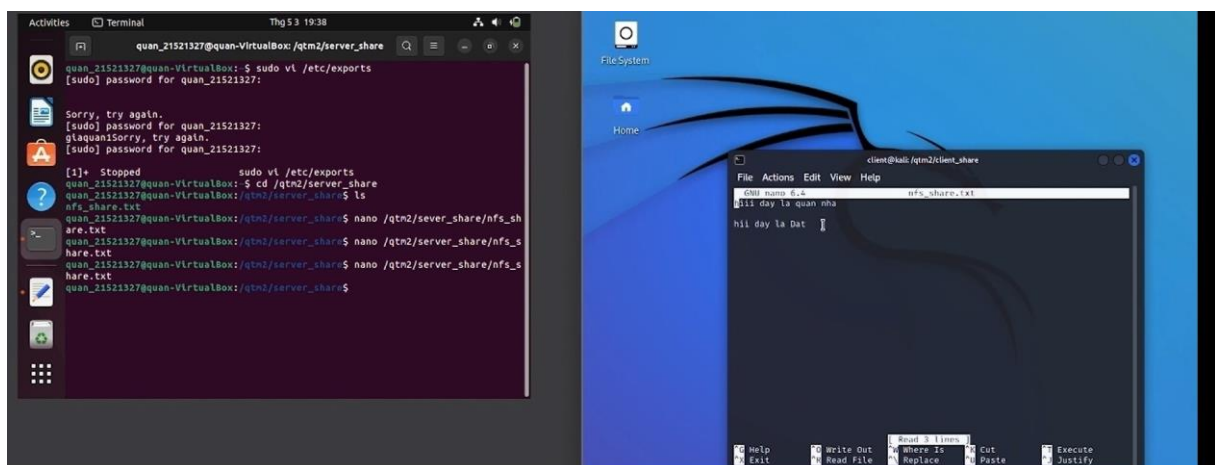 Activities
Terminal
Thg 5 3 19:38
quan_21521327@quan-VirtualBox: /qtm2/server_share
quan_21521327@quan-VirtualBox:~$ sudo vi /etc/exports
[sudo] password for quan_21521327:
Sorry, try again.
[sudo] password for quan_21521327:
giaquan1Sorry, try again.
[sudo] password for quan_21521327:
[1]+ Stopped sudo vi /etc/exports
quan_21521327@quan-VirtualBox:~$ cd /qtm2/server_share
quan_21521327@quan-VirtualBox:/qtm2/server_share$ ls
nfs_share.txt
quan_21521327@quan-VirtualBox:/qtm2/server_share$ nano /qtm2/sever_share/nfs_sh
are.txt
quan_21521327@quan-VirtualBox:/qtm2/server_share$ nano /qtm2/server_share/nfs_s
hare.txt
quan_21521327@quan-VirtualBox:/qtm2/server_share$ nano /qtm2/server_share/nfs_s
hare.txt
quan_21521327@quan-VirtualBox:/qtm2/server_share$
File System
Home
client@kali: /qtm2/client_share
File Actions Edit View Help
GNU nano 6.4 nfs_share.txt
hiii day la quan nha
hii day la Dat
[ Read 3 lines ]
^G Help ^O Write Out ^W Where Is ^K Cut ^T Execute
^X Exit ^R Read File ^\ Replace ^U Paste ^J Justify